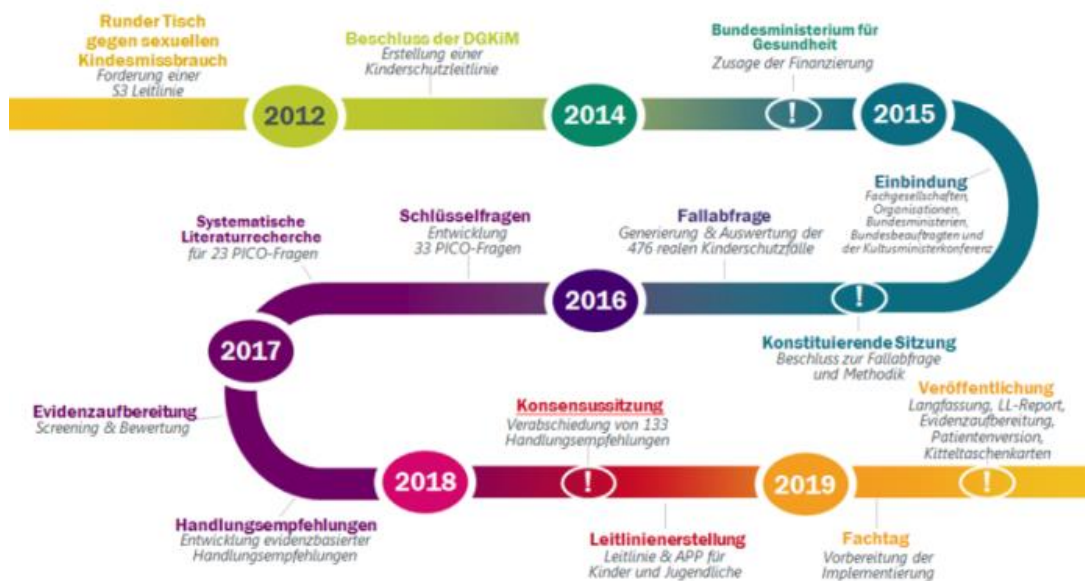 Runder Tisch
gegen sexuellen
Kindesmissbrauch
Forderung einer
S3 Leitlinie
2012
Beschluss der DGKiM
Erstellung einer
Kinderschutzleitlinie
2014
Bundesministerium für
Gesundheit
Zusage der Finanzierung
!
2015
Einbindung
Fachgesellschaften,
Organisationen,
Bundesministerien,
Bundesbeauftragten und
der Kultusministerkonferenz
!
Konstituierende Sitzung
Beschluss zur Fallabfrage
und Methodik
Fallabfrage
Generierung & Auswertung der
476 realen Kinderschutzfälle
2016
Schlüsselfragen
Entwicklung
33 PICO-Fragen
Systematische
Literaturrecherche
für 23 PICO-Fragen
2017
Evidenzaufbereitung
Screening & Bewertung
Handlungsempfehlungen
Entwicklung evidenzbasierter
Handlungsempfehlungen
2018
Konsensussitzung
Verabschiedung von 133
Handlungsempfehlungen
!
Leitlinienerstellung
Leitlinie & APP für
Kinder und Jugendliche
2019
Fachtag
Vorbereitung der
Implementierung
Veröffentlichung
Langfassung, LL-Report,
Evidenzaufbereitung,
Patientenversion,
Kitteltaschenkarten
!